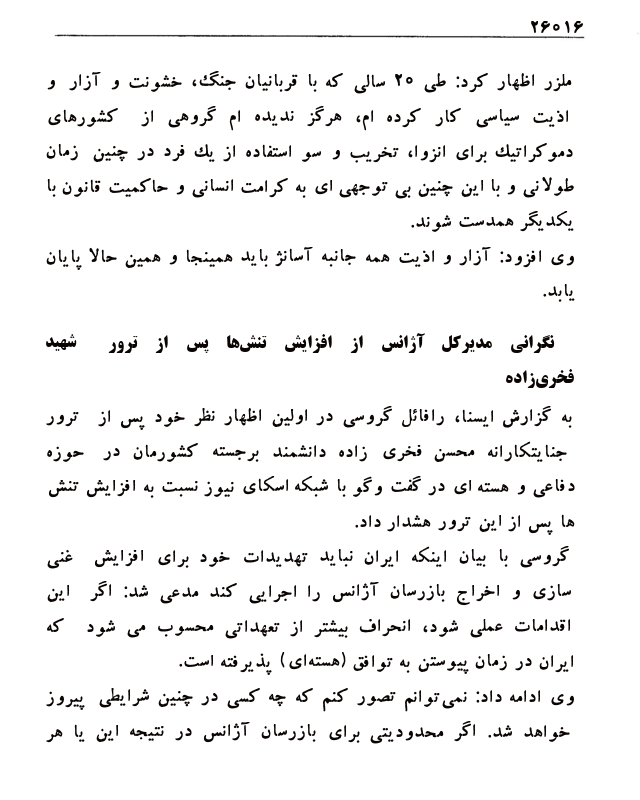 ۲۶۰۱۶
ملزر اظهار کرد: طی ۲۰ سالی که با قربانیان جنگ، خشونت و آزار و
اذیت سیاسی کار کرده ام، هرگز ندیده ام گروهی از کشورهای
دموکراتیك برای انزوا، تخریب و سو استفاده از یك فرد در چنین زمان
طولانی و با این چنین بی توجهی ای به کرامت انسانی و حاکمیت قانون با
یکدیگر همدست شوند.
وی افزود: آزار و اذیت همه جانبه آسانژ باید همینجا و همین حالا پایان
یابد.
نگرانی مدیرکل آژانس از افزایش تنش‌ها پس از ترور شهید
فخری‌زاده
به گزارش ایسنا، رافائل گروسی در اولین اظهار نظر خود پس از ترور
جنایتکارانه محسن فخری زاده دانشمند برجسته کشورمان در حوزه
دفاعی و هسته ای در گفت وگو با شبکه اسکای نیوز نسبت به افزایش تنش
ها پس از این ترور هشدار داد.
گروسی با بیان اینکه ایران نباید تهدیدات خود برای افزایش غنی
سازی و اخراج بازرسان آژانس را اجرایی کند مدعی شد: اگر این
اقدامات عملی شود، انحراف بیشتر از تعهداتی محسوب می شود که
ایران در زمان پیوستن به توافق (هسته‌ای) پذیرفته است.
وی ادامه داد: نمی‌توانم تصور کنم که چه کسی در چنین شرایطی پیروز
خواهد شد. اگر محدودیتی برای بازرسان آژانس در نتیجه این یا هر